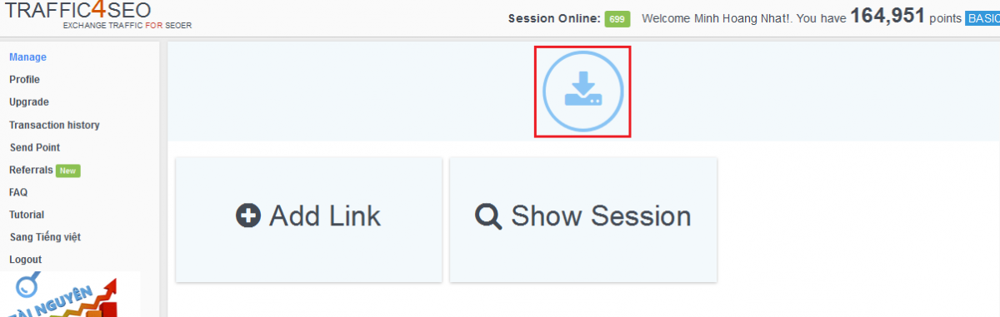 TRAFFIC4SEO
EXCHANGE TRAFFIC FOR SEOER
Session Online: 699 Welcome Minh Hoang Nhat!. You have 164,951 points BASIC
Manage
Profile
Upgrade
Transaction history
Send Point
Referrals New
FAQ
Tutorial
Sang Tiếng việt
Logout
Add Link
Show Session
TÀI NGUYÊN